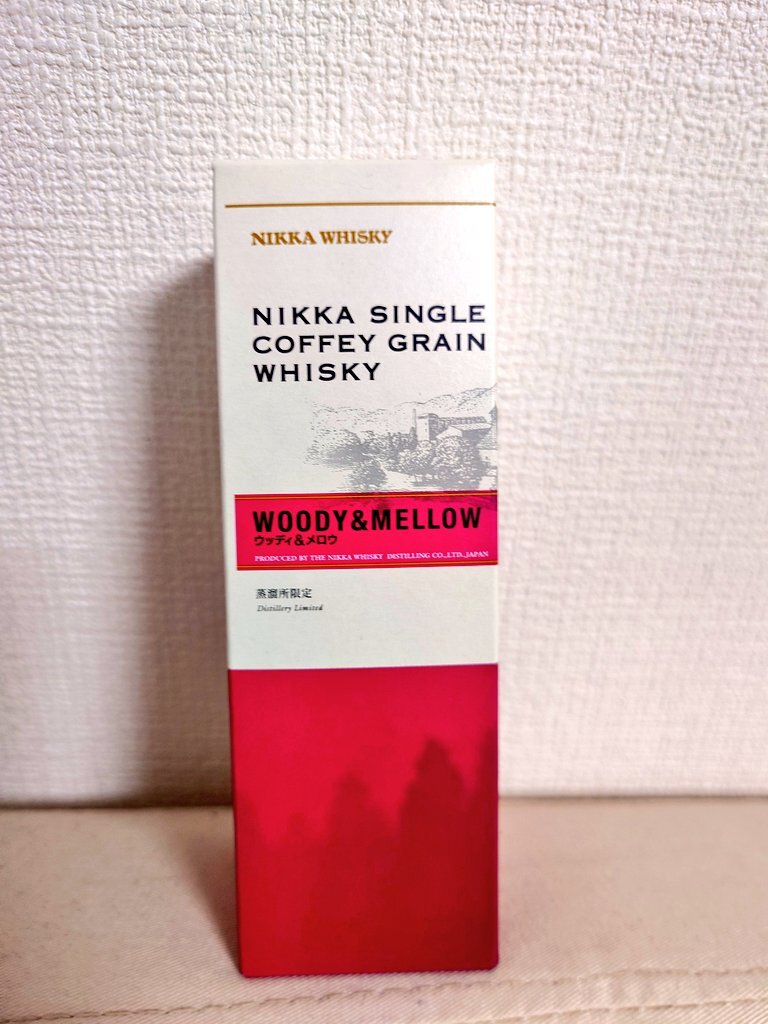 NIKKA WHISKY
NIKKA SINGLE
COFFEY GRAIN
WHISKY
WOODY&MELLOW
ウッディ&メロウ
PRODUCED BY THE NIKKA WHISKY DISTILLING CO.,LTD.,JAPAN
蒸溜所限定
Distillery Limited